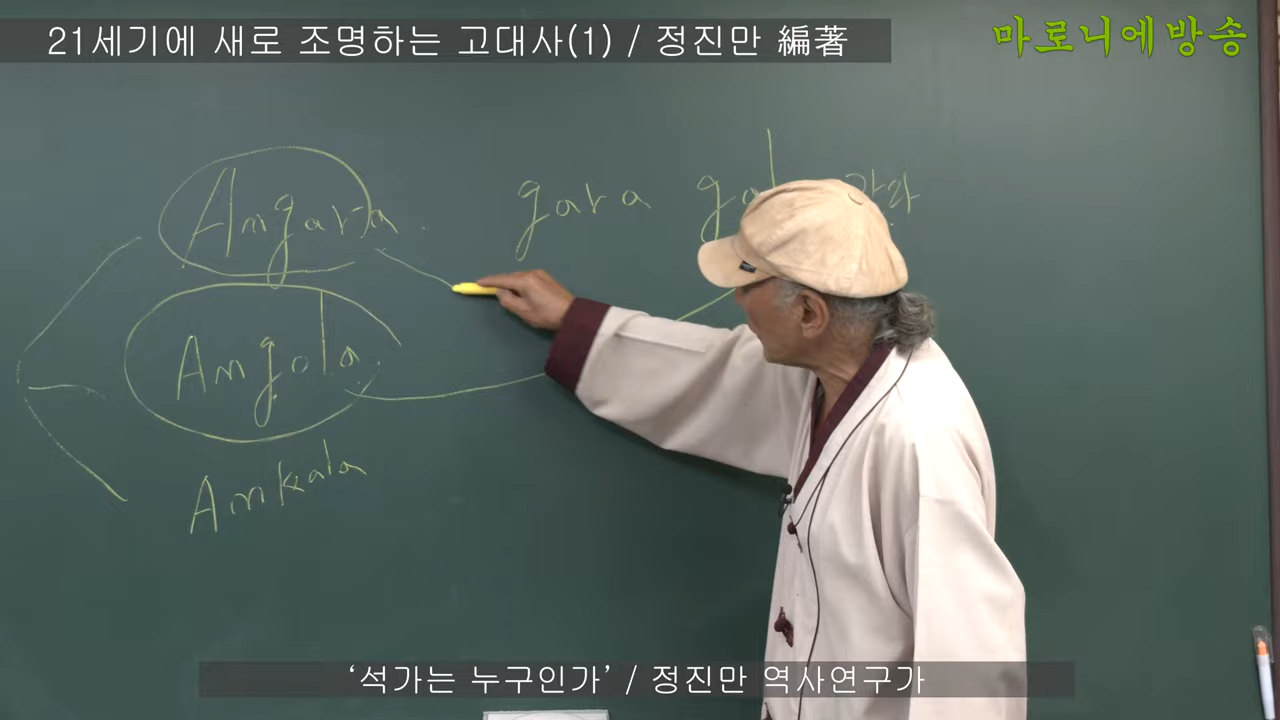 21세기에 새로 조명하는 고대사(1) / 정진만 編著
마로니에방송
Angara.
gara
Angola.
Amkala
‘석가는 누구인가’ / 정진만 역사연구가